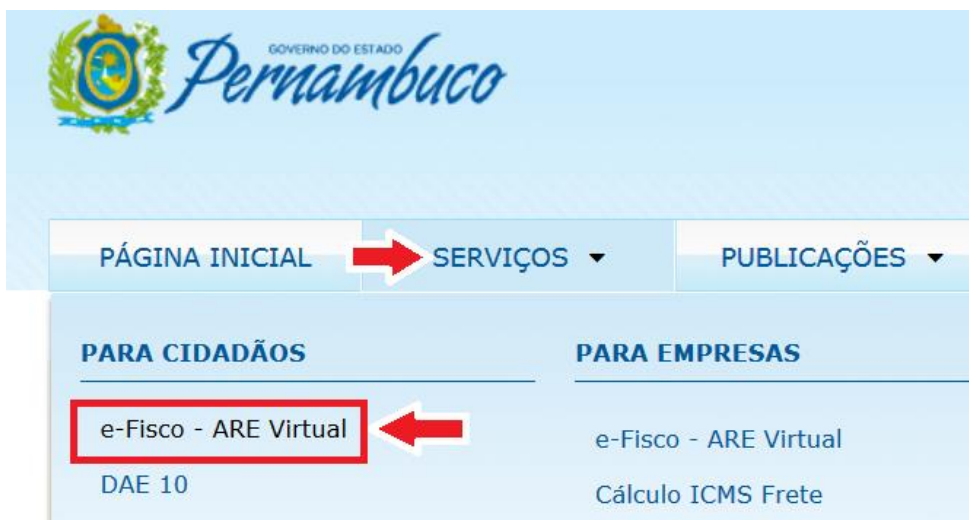 GOVERNO DO ESTADO
Pernambuco
PÁGINA INICIAL
SERVIÇOS
PUBLICAÇÕES
PARA CIDADÃOS
e-Fisco - ARE Virtual
DAE 10
PARA EMPRESAS
e-Fisco - ARE Virtual
Cálculo ICMS Frete